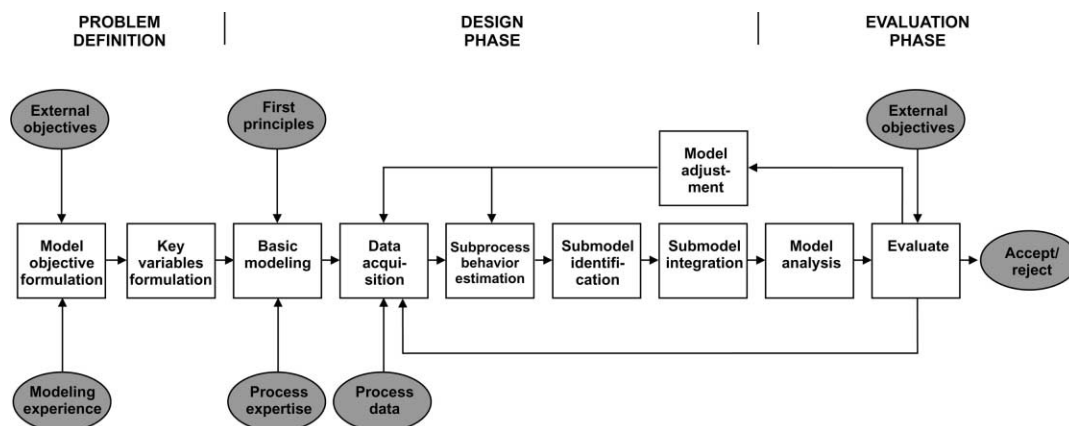 PROBLEM
DEFINITION
DESIGN
PHASE
EVALUATION
PHASE
External
objectives
First
principles
External
objectives
Model
adjust-
ment
Model
objective
formulation
Key
variables
formulation
Basic
modeling
Data
acqui-
sition
Subprocess
behavior
estimation
Submodel
identifi-
cation
Submodel
integration
Model
analysis
Evaluate
Accept/
reject
Modeling
experience
Process
expertise
Process
data